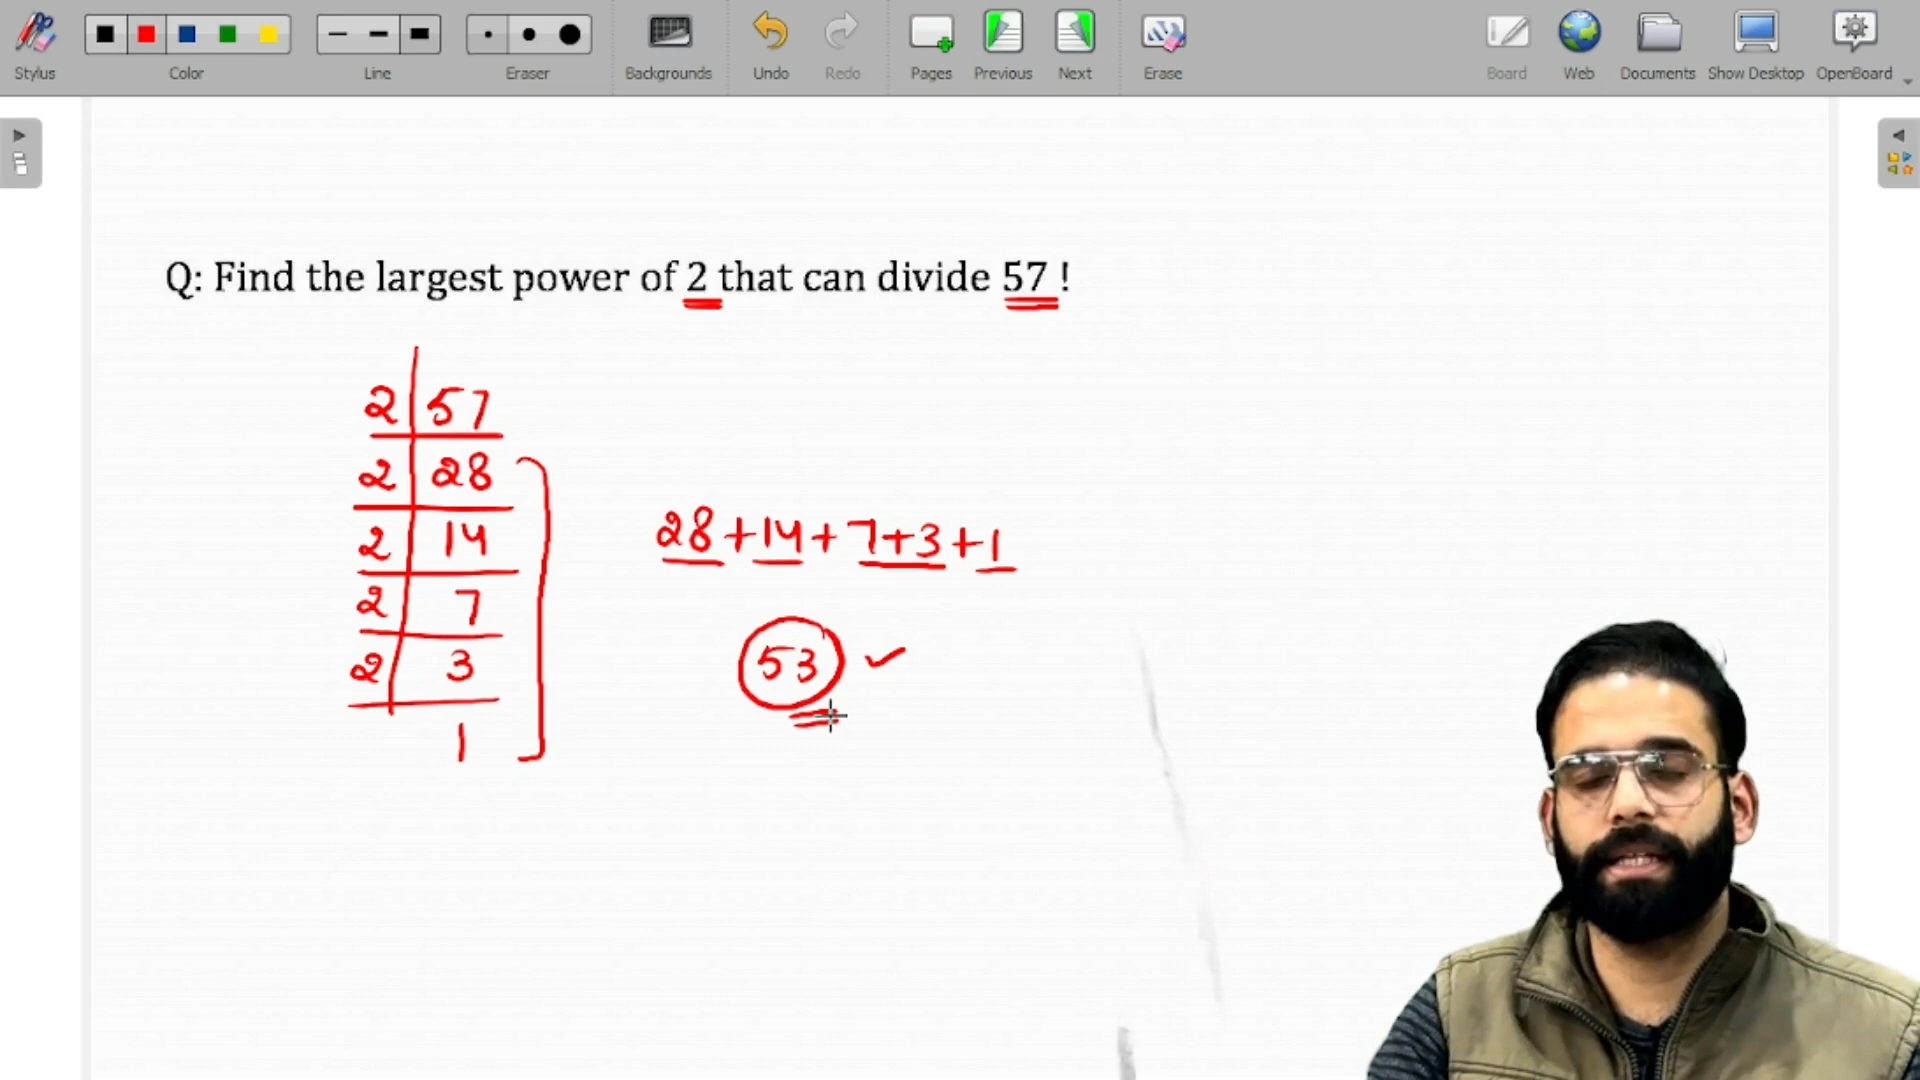 Stylus
Color
Line
Eraser
Backgrounds
Undo
Redo
Pages
Previous
Next
Erase
Board
Web
Documents
Show Desktop
OpenBoard
Q: Find the largest power of 2 that can divide 57 !
2 57
2 28
2 14
2 7
2 3
1
28+14+7+3+1
53